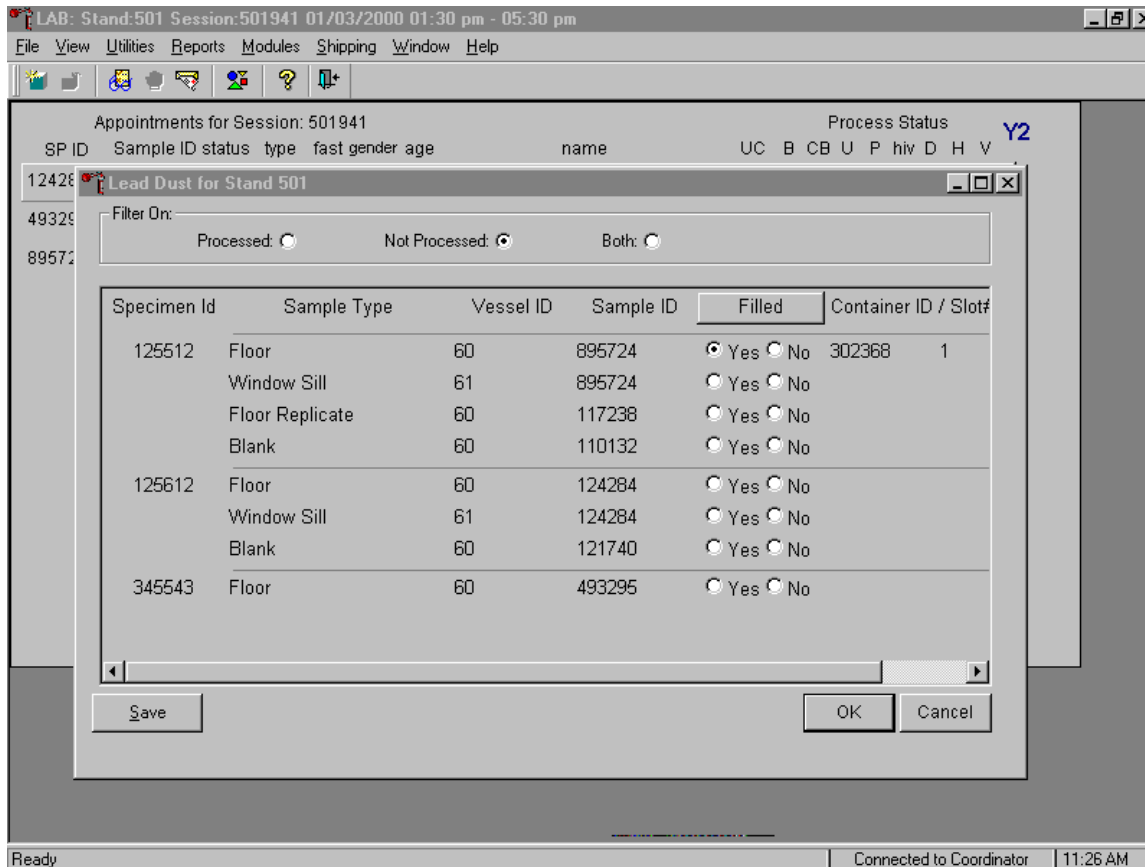 LAB: Stand:501 Session:501941 01/03/2000 01:30 pm - 05:30 pm
File View Utilities Reports Modules Shipping Window Help
Appointments for Session: 501941 Process Status Y2
SP ID Sample ID status type fast gender age name UC B CB U P hiv D H V
12428
Lead Dust for Stand 501
49329
Filter On:
Processed: Not Processed: Both:
89572
Specimen Id Sample Type Vessel ID Sample ID Filled Container ID / Slot#
125512 Floor 60 895724 Yes No 302368 1
Window Sill 61 895724 Yes No
Floor Replicate 60 117238 Yes No
Blank 60 110132 Yes No
125612 Floor 60 124284 Yes No
Window Sill 61 124284 Yes No
Blank 60 121740 Yes No
345543 Floor 60 493295 Yes No
Save OK Cancel
Ready Connected to Coordinator 11:26 AM